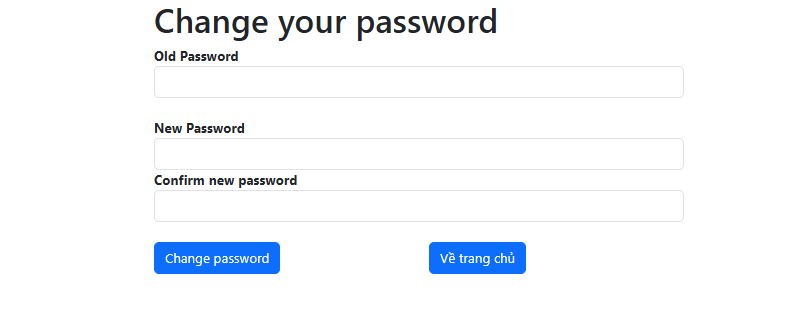 Change your password
Old Password
New Password
Confirm new password
Change password
Về trang chủ